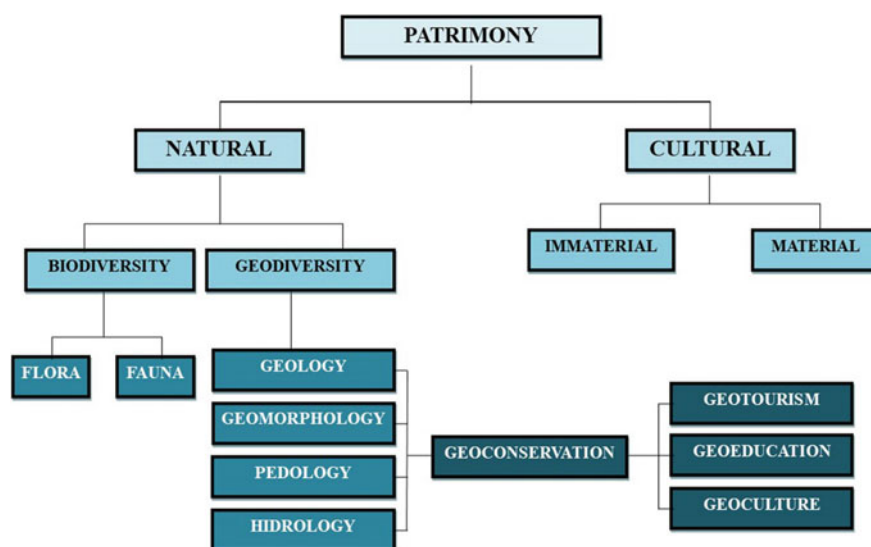 PATRIMONY
NATURAL
CULTURAL
IMMATERIAL
MATERIAL
BIODIVERSITY
GEODIVERSITY
FLORA
FAUNA
GEOLOGY
GEOMORPHOLOGY
PEDOLOGY
HIDROLOGY
GEOCONSERVATION
GEOTOURISM
GEOEDUCATION
GEOCULTURE